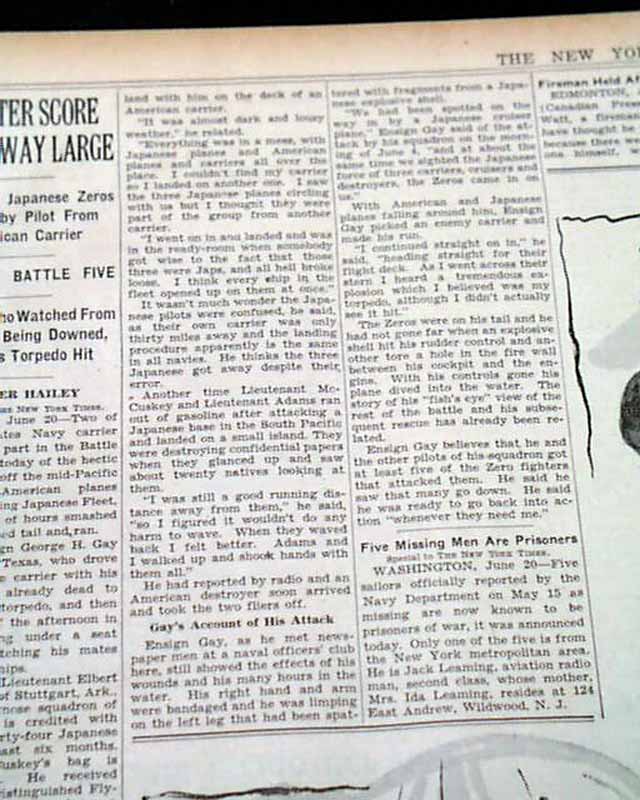 THE NEW YO
TER SCORE
WAY LARGE
Japanese Zeros
by Pilot From
ican Carrier
BATTLE FIVE
ho Watched From
Being Downed,
s Torpedo Hit
ER HAILEY
New York Times.
June 20—Two of
tes Navy carrier
part in the Battle
today of the hectic
off the mid-Pacific
American planes
ing Japanese Fleet,
of hours smashed
ed tail and ran.
gn George H. Gay
Texas, who drove
carrier with his
already dead to
torpedo, and then
the afternoon in
ng under a seat
tching his mates
hips.
Lieutenant Elbert
of Stuttgart, Ark.,
hose squadron of
is credited with
rty-four Japanese
ast six months.
uskey's bag is
He received
istinguished Fly-
land with him on the deck of an
American carrier.
"It was almost dark and lousy
weather," he related.
"Everything was in a mess, with
Japanese planes and American
planes and carriers all over the
place. I couldn't find my carrier
so I landed on another one. I saw
the three Japanese planes circling
with us but I thought they were
part of the group from another
carrier.
"I went on in and landed and was
in the ready-room when somebody
got wise to the fact that those
three were Japs, and all hell broke
loose. I think every ship in the
fleet opened up on them at once."
It wasn't much wonder the Japa-
nese pilots were confused, he said,
as their own carrier was only
thirty miles away and the landing
procedure apparently is the same
in all navies. He thinks the three
Japanese got away despite their
error.
Another time Lieutenant Mc-
Cuskey and Lieutenant Adams ran
out of gasoline after attacking a
Japanese base in the South Pacific
and landed on a small island. They
were destroying confidential papers
when they glanced up and saw
about twenty natives looking at
them.
"I was still a good running dis-
tance away from them," he said,
"so I figured it wouldn't do any
harm to wave. When they waved
back I felt better. Adams and
I walked up and shook hands with
them all."
He had reported by radio and an
American destroyer soon arrived
and took the two fliers off.
Gay's Account of His Attack
Ensign Gay, as he met news-
paper men at a naval officers' club
here, still showed the effects of his
wounds and his many hours in the
water. His right hand and arm
were bandaged and he was limping
on the left leg that had been spat-
tered with fragments from a Japa-
nese explosive shell.
"We had been spotted on the
way in by a Japanese cruiser
plane," Ensign Gay said of the at-
tack by his squadron on the morn-
ing of June 4, "and at about the
same time we sighted the Japanese
force of three carriers, cruisers and
destroyers, the Zeros came in on
us."
With American and Japanese
planes falling around him, Ensign
Gay picked an enemy carrier and
made his run.
"I continued straight on in," he
said, "heading straight for their
flight deck. As I went across their
stern I heard a tremendous ex-
plosion which I believed was my
torpedo, although I didn't actually
see it hit."
The Zeros were on his tail and he
had not gone far when an explosive
shell hit his rudder control and an-
other tore a hole in the fire wall
between his cockpit and the en-
gine. With his controls gone his
plane dived into the water. The
story of his "fish's eye" view of the
rest of the battle and his subse-
quent rescue has already been re-
lated.
Ensign Gay believes that he and
the other pilots of his squadron got
at least five of the Zero fighters
that attacked them. He said he
saw that many go down. He said
he was ready to go back into ac-
tion "whenever they need me."
Five Missing Men Are Prisoners
Special to THE NEW YORK TIMES.
WASHINGTON, June 20—Five
sailors officially reported by the
Navy Department on May 15 as
missing are now known to be
prisoners of war, it was announced
today. Only one of the five is from
the New York metropolitan area.
He is Jack Leaming, aviation radio
man, second class, whose mother,
Mrs. Ida Leaming, resides at 124
East Andrew, Wildwood, N. J.
Fireman Held Af
EDMONTON,
(Canadian Press
Watt, a firema
have thought he
because there w
one himself, w